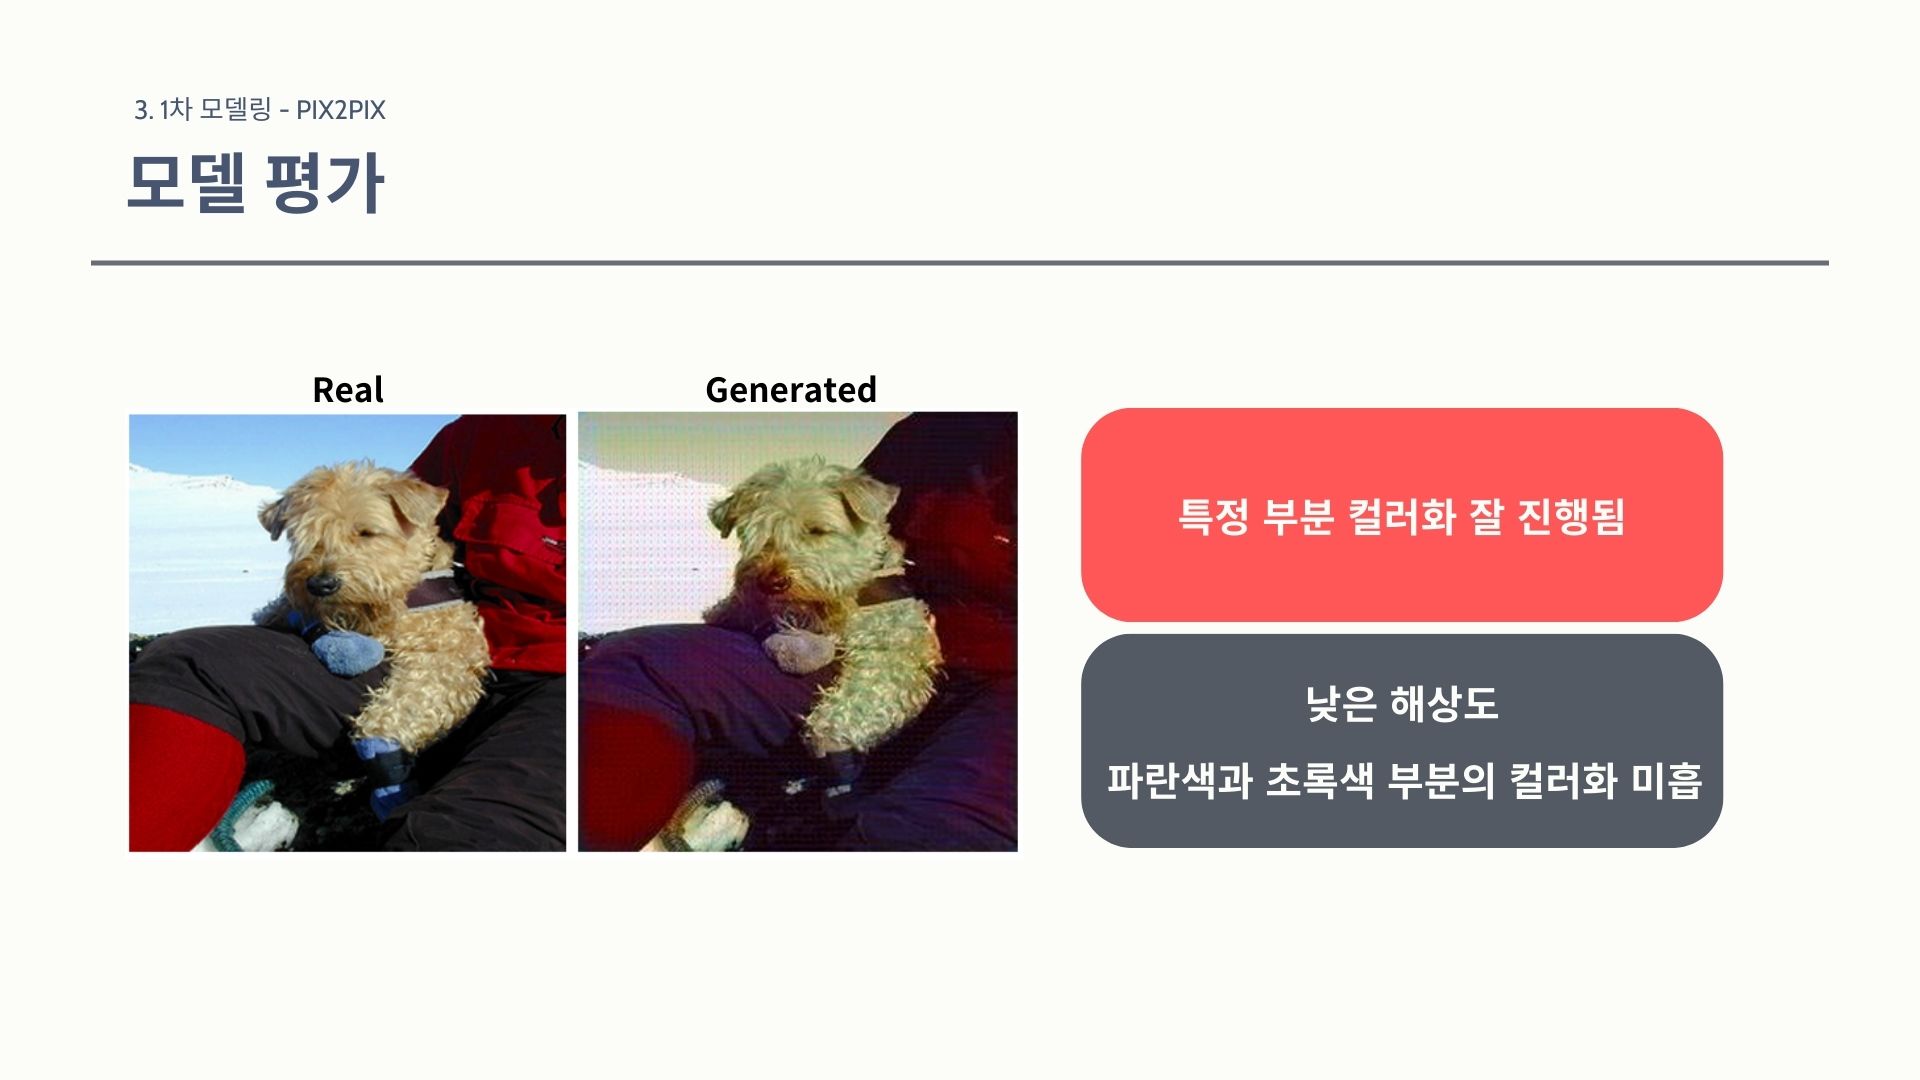 3. 1차 모델링 - PIX2PIX
모델 평가
Real
Generated
특정 부분 컬러화 잘 진행됨
낮은 해상도
파란색과 초록색 부분의 컬러화 미흡